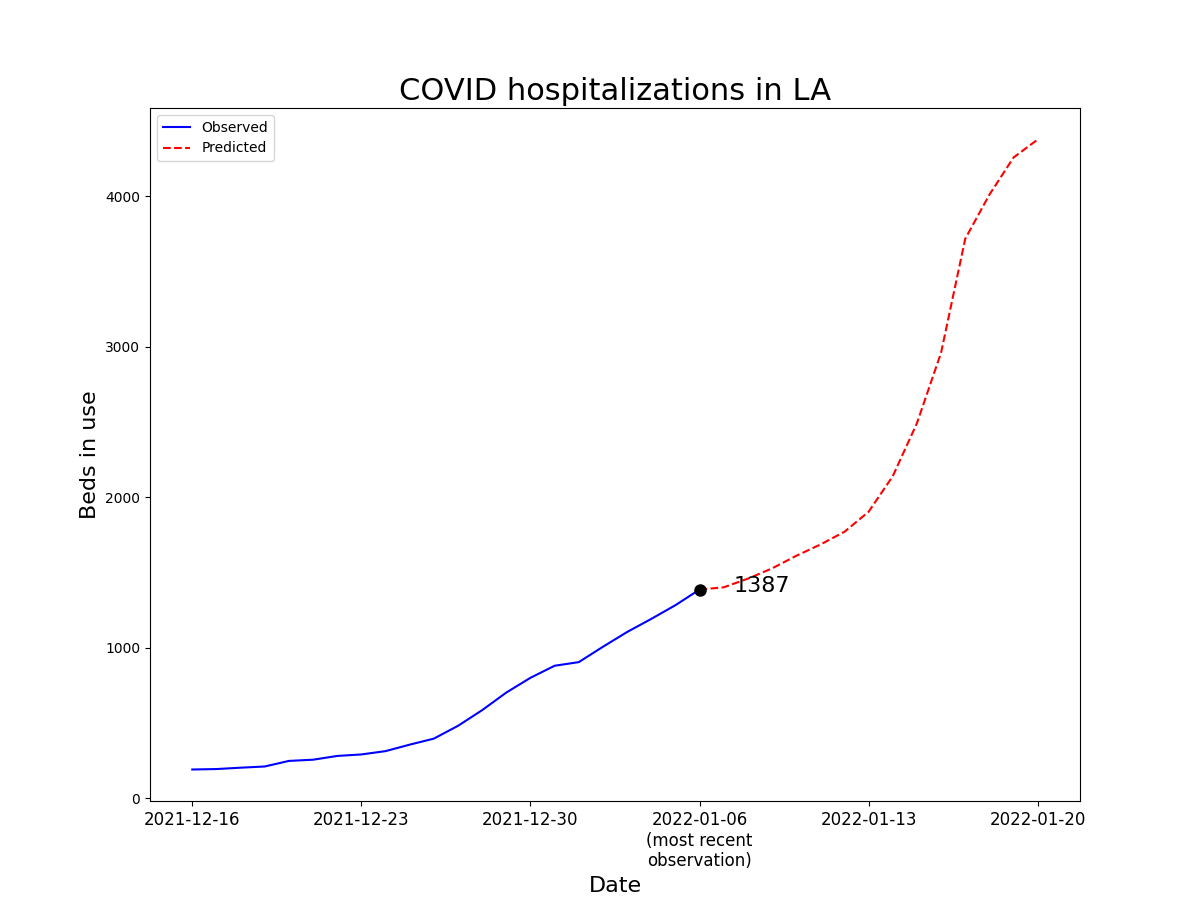 COVID hospitalizations in LA
Observed
Predicted
4000
3000
2000
1000
0
Beds in use
1387
2021-12-16
2021-12-23
2021-12-30
2022-01-06
(most recent
observation)
2022-01-13
2022-01-20
Date